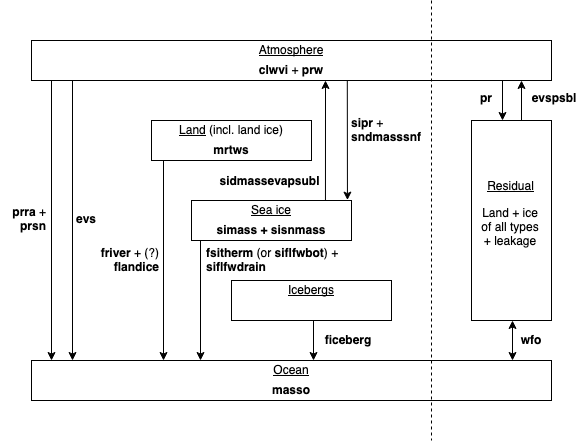 Atmosphere
clwvi + prw
pr
evspsbl
sipr +
sndmasssnf
Land (incl. land ice)
mrtws
sidmassevapsubl
Residual
Land + ice
of all types
+ leakage
prra +
prsn
evs
Sea ice
simass + sisnmass
friver + (?)
flandice
fsitherm (or siflfwbot) +
siflfwdrain
Icebergs
ficeberg
wfo
Ocean
masso